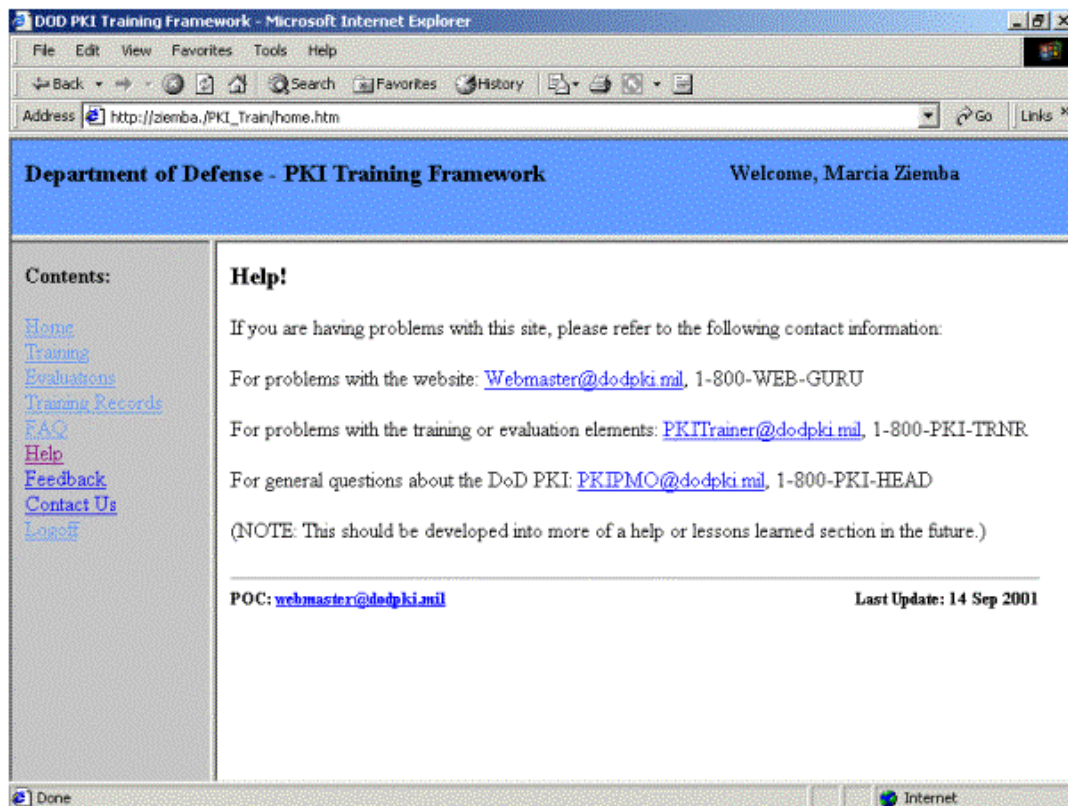 DOD PKI Training Framework - Microsoft Internet Explorer
File Edit View Favorites Tools Help
Back Search Favorites History
Address http://ziemba./PKI_Train/home.htm Go Links »
Department of Defense - PKI Training Framework Welcome, Marcia Ziemba
Contents:
Home
Training
Evaluations
Training Records
FAQ
Help
Feedback
Contact Us
Logoff
Help!
If you are having problems with this site, please refer to the following contact information:
For problems with the website: Webmaster@dodpki.mil, 1-800-WEB-GURU
For problems with the training or evaluation elements: PKITrainer@dodpki.mil, 1-800-PKI-TRNR
For general questions about the DoD PKI: PKIPMO@dodpki.mil, 1-800-PKI-HEAD
(NOTE: This should be developed into more of a help or lessons learned section in the future.)
POC: webmaster@dodpki.mil Last Update: 14 Sep 2001
Done Internet